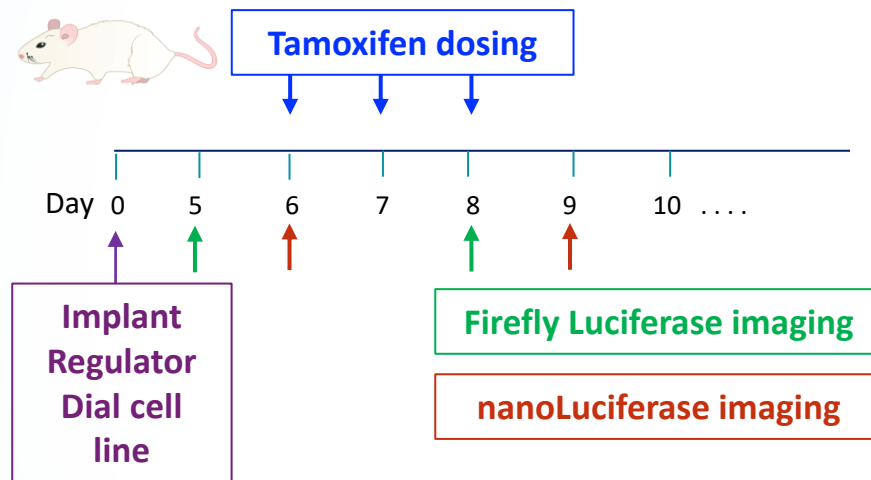 Tamoxifen dosing
Day 0 5 6 7 8 9 10 . . . .
Implant
Regulator
Dial cell
line
Firefly Luciferase imaging
nanoLuciferase imaging